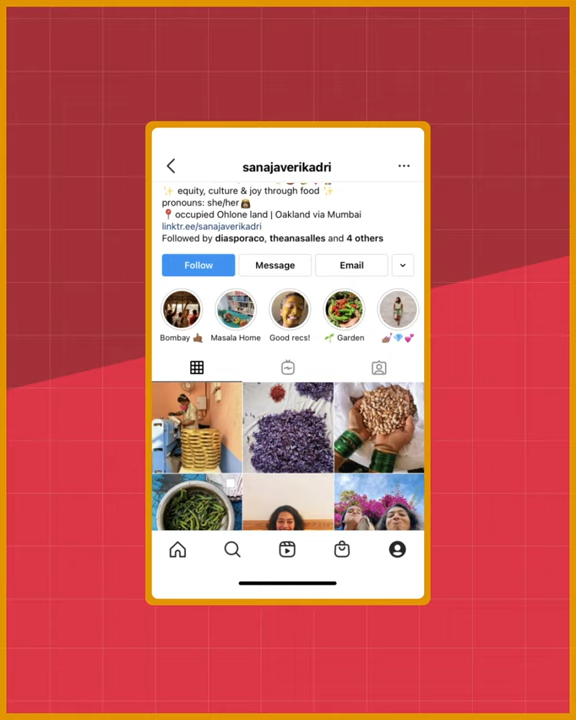 sanajaverikadri
✨ equity, culture & joy through food ✨
pronouns: she/her
📍 occupied Ohlone land | Oakland via Mumbai
linktr.ee/sanajaverikadri
Followed by diasporaco, theanasalles and 4 others
Follow Message Email
Bombay 🤙🏾 Masala Home Good recs! 🌱 Garden 💅🏾💎💕